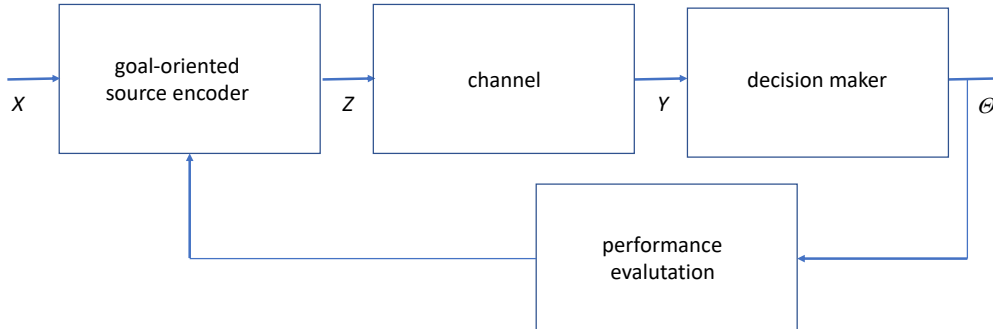 goal-oriented
source encoder
channel
decision maker
X
Z
Y
Θ
performance
evalutation